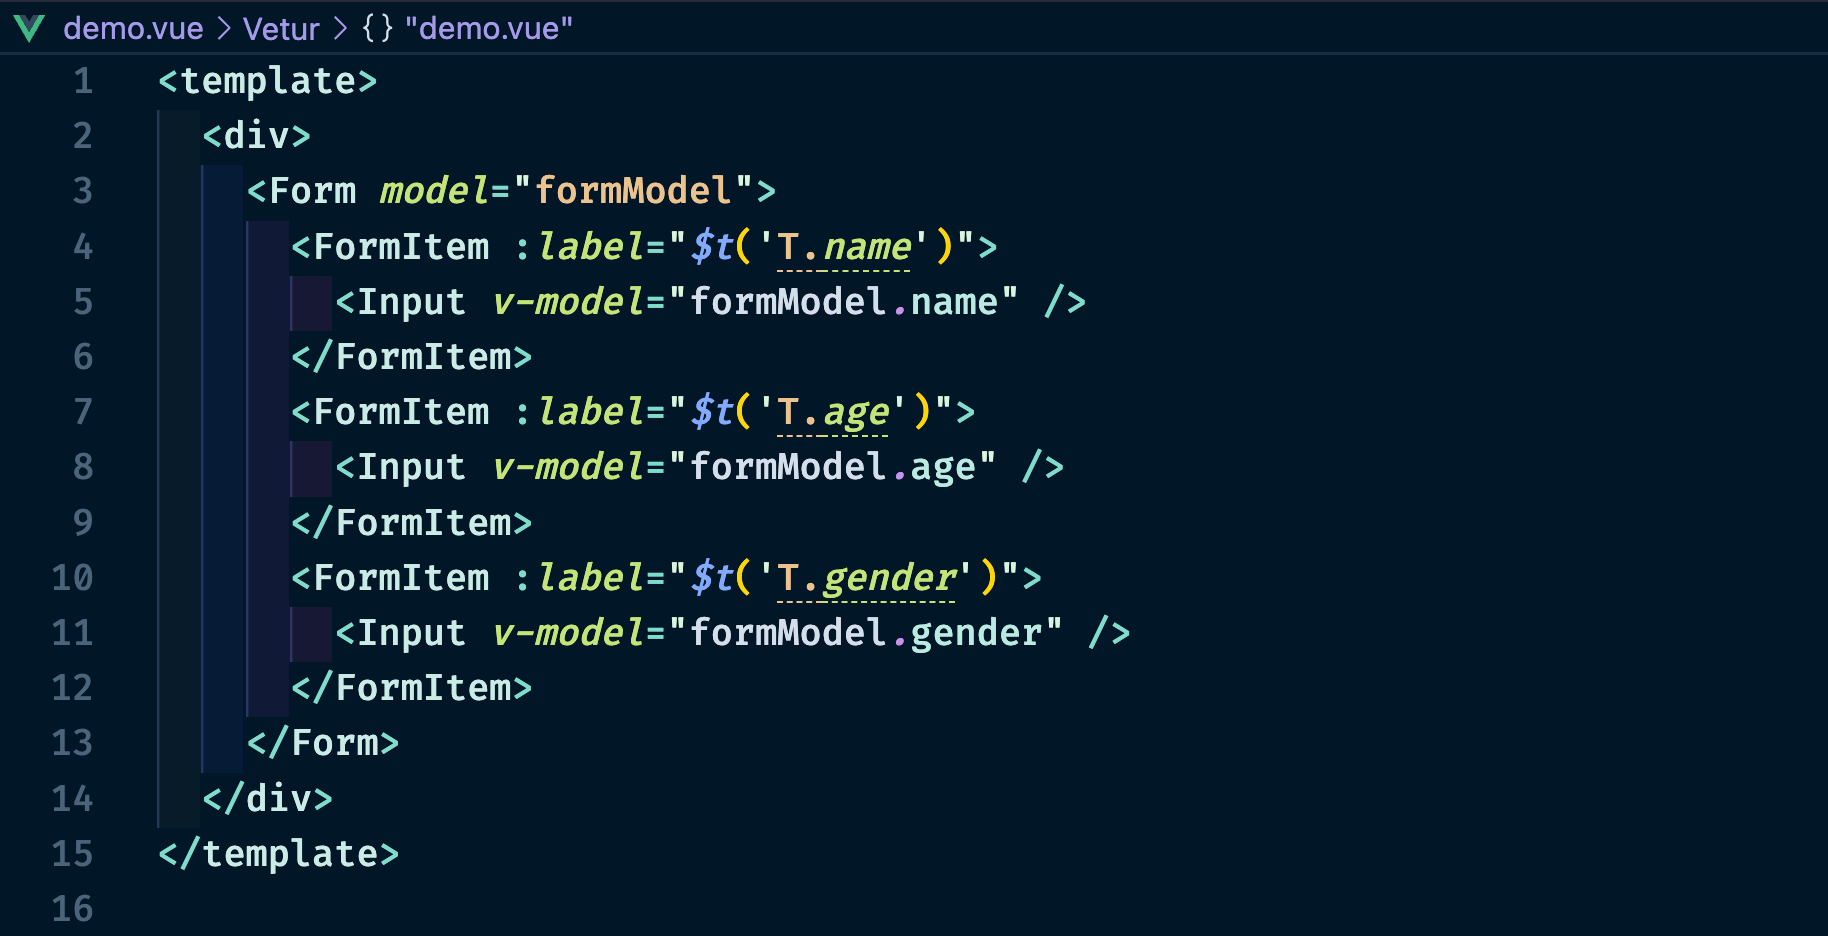 demo.vue > Vetur > {} "demo.vue"
1 <template>
2 <div>
3 <Form model="formModel">
4 <FormItem :label="$t('T.name')">
5 <Input v-model="formModel.name" />
6 </FormItem>
7 <FormItem :label="$t('T.age')">
8 <Input v-model="formModel.age" />
9 </FormItem>
10 <FormItem :label="$t('T.gender')">
11 <Input v-model="formModel.gender" />
12 </FormItem>
13 </Form>
14 </div>
15 </template>
16